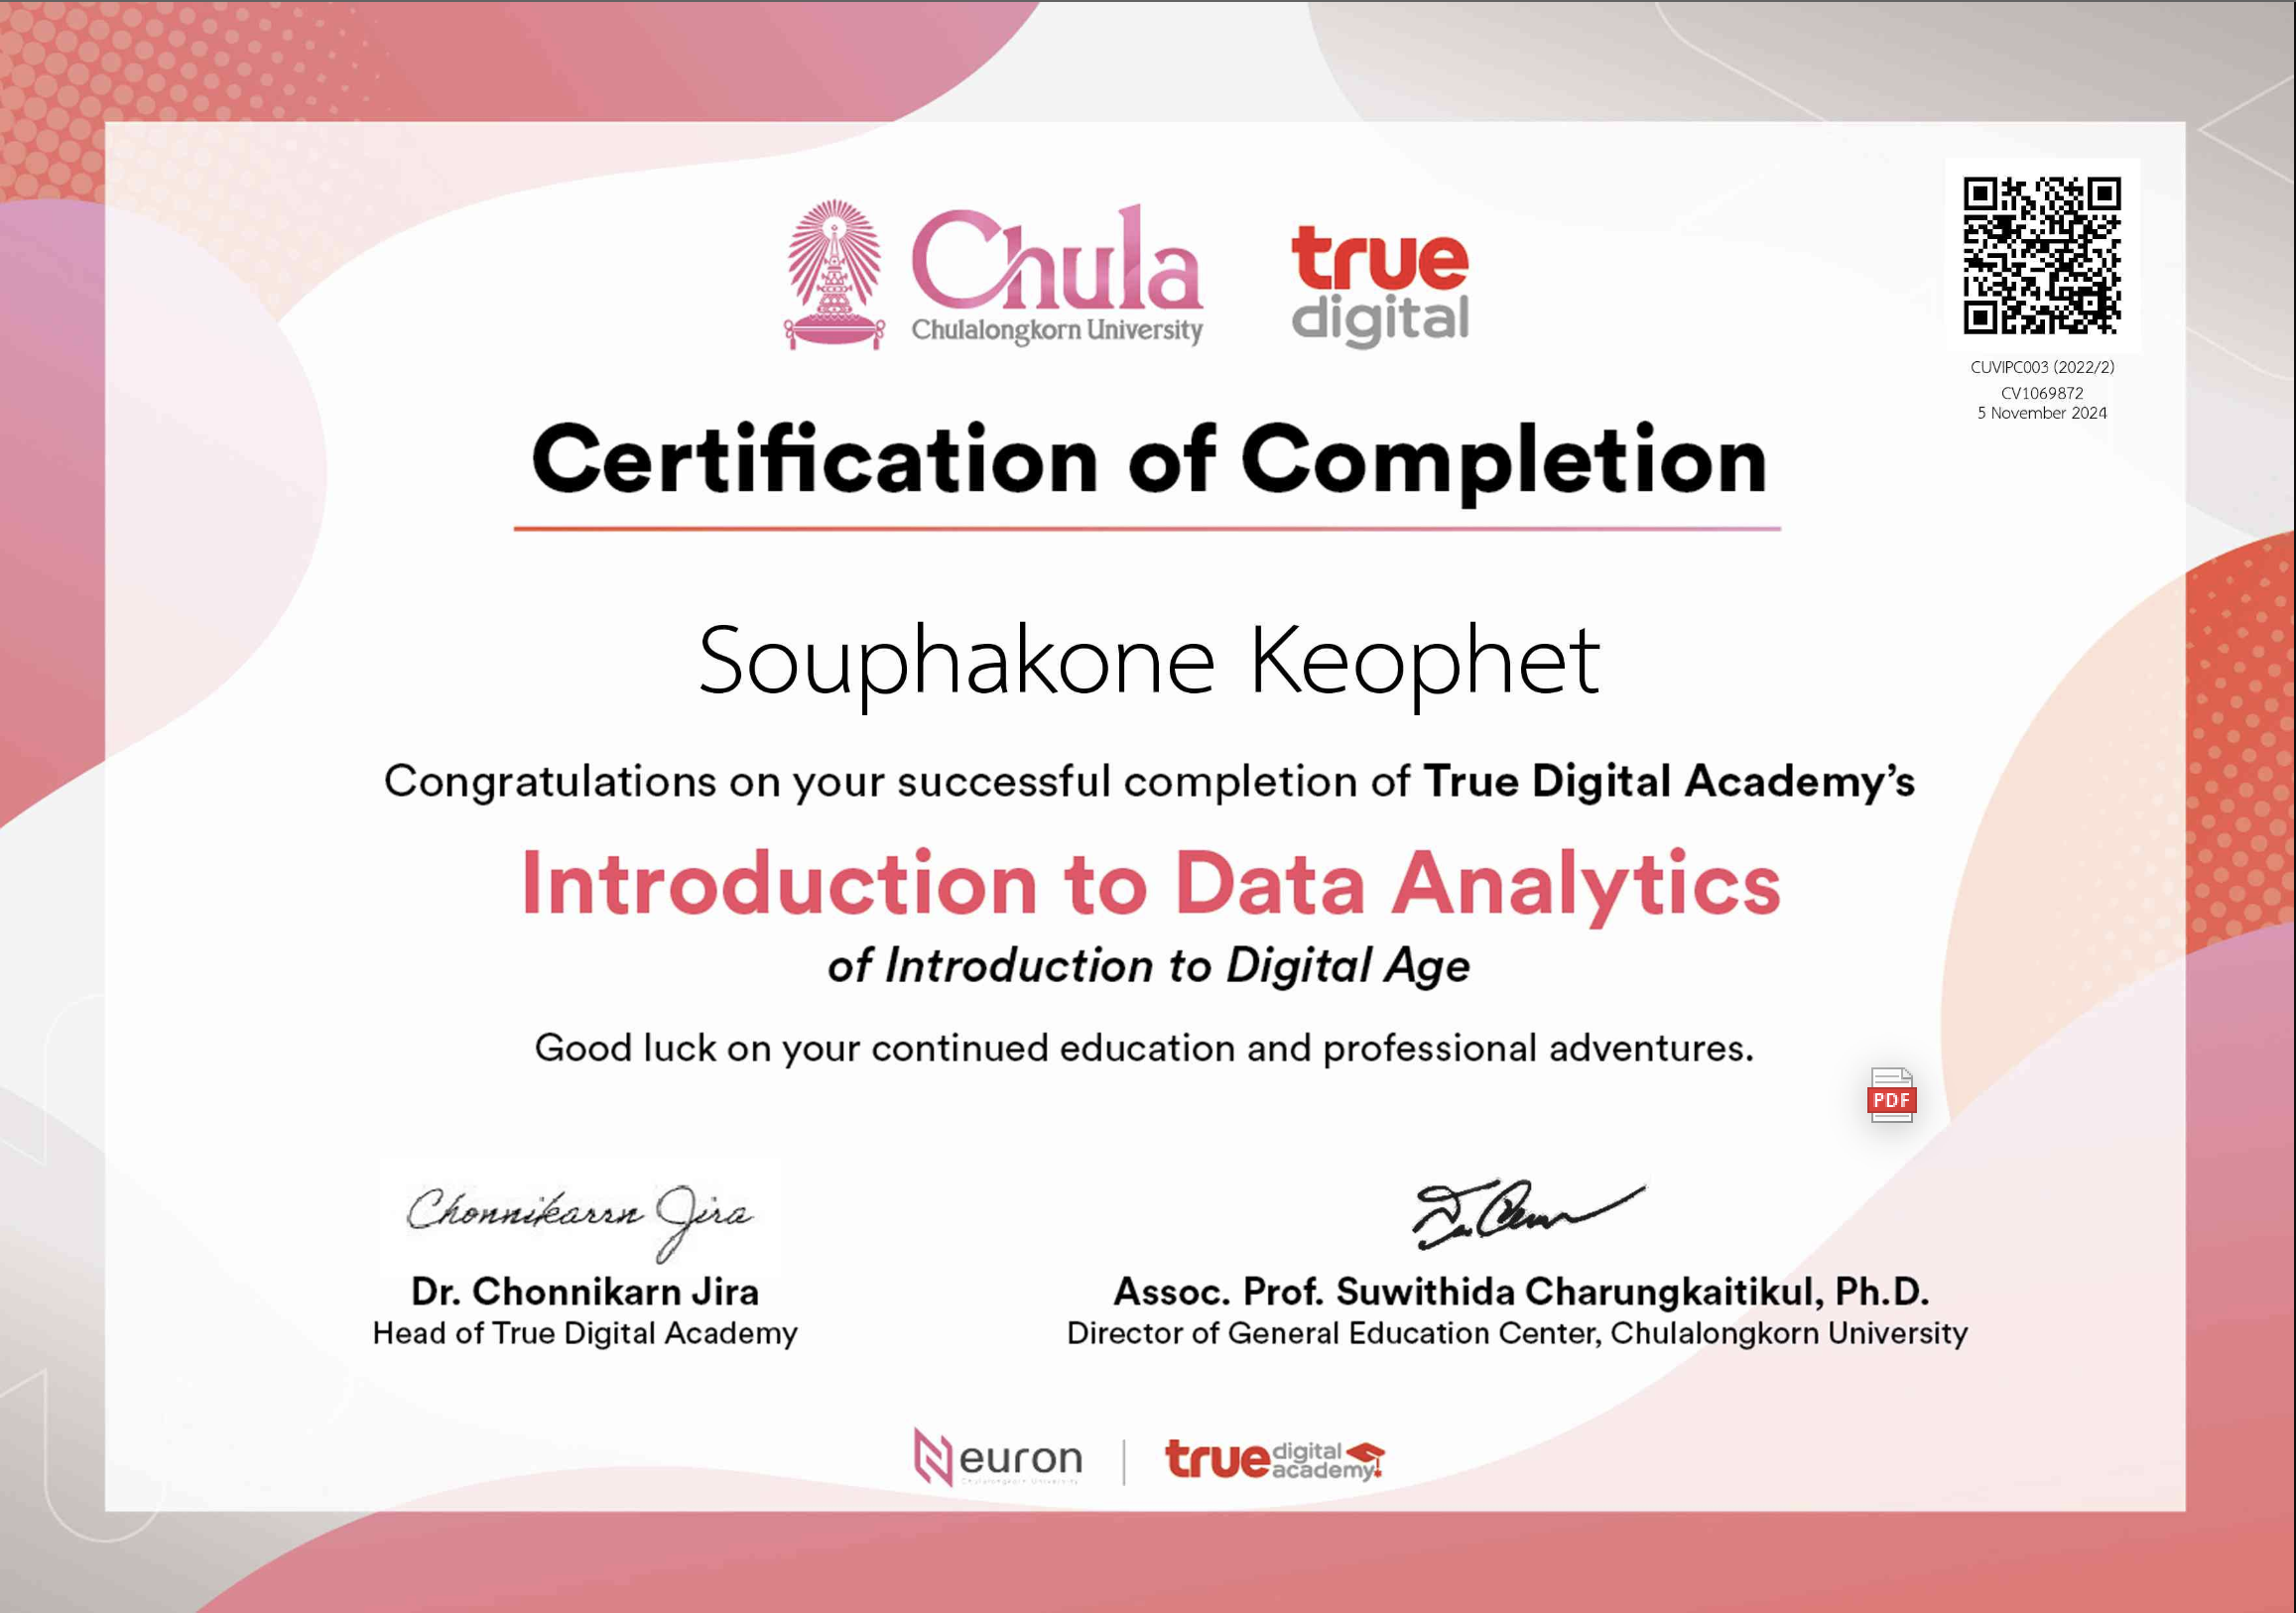 Chula
Chulalongkorn University
true
digital
CUVIPC003 (2022/2)
CV1069872
5 November 2024
Certification of Completion
Souphakone Keophet
Congratulations on your successful completion of True Digital Academy’s
Introduction to Data Analytics
of Introduction to Digital Age
Good luck on your continued education and professional adventures.
PDF
Chonnikarrn Jira
Dr. Chonnikarn Jira
Head of True Digital Academy
Assoc. Prof. Suwithida Charungkaitikul, Ph.D.
Director of General Education Center, Chulalongkorn University
Neuron
Chulalongkorn University
true digital academy!